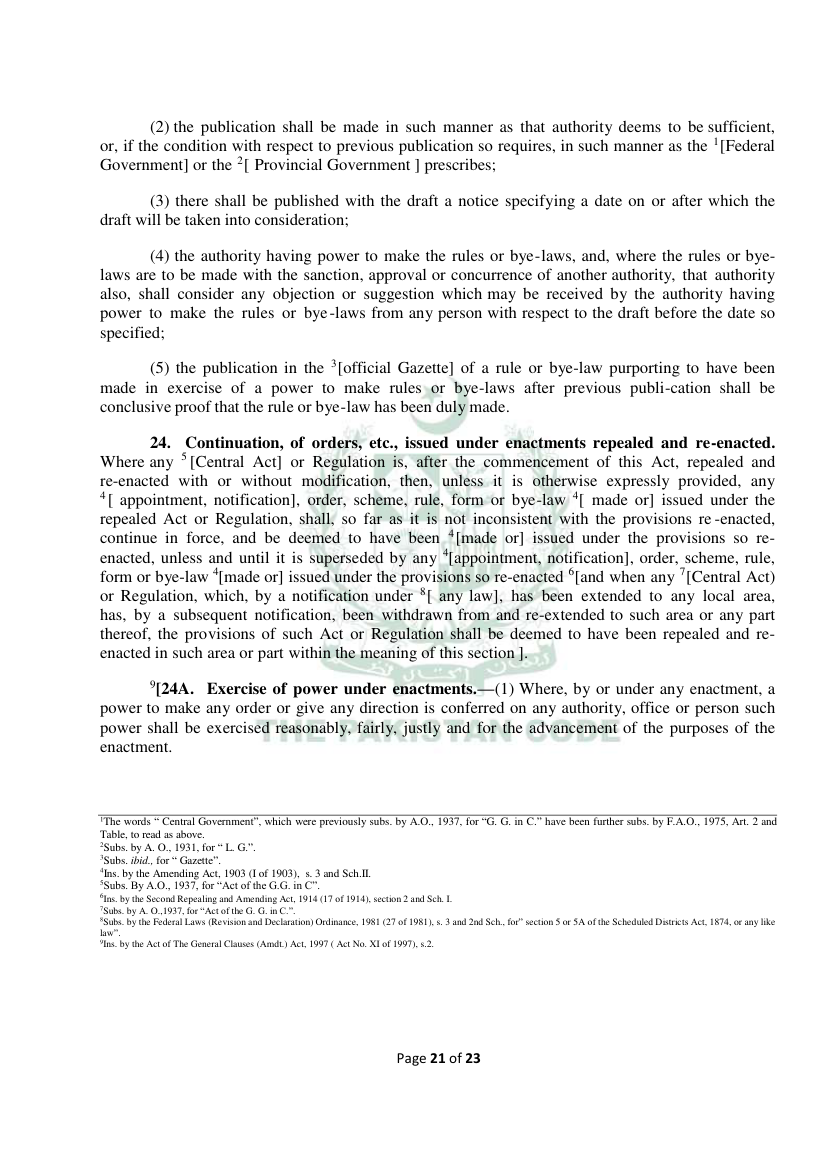 (2) the publication shall be made in such manner as that authority deems to be sufficient,
or, if the condition with respect to previous publication so requires, in such manner as the ¹[Federal
Government] or the ²[ Provincial Government ] prescribes;
(3) there shall be published with the draft a notice specifying a date on or after which the
draft will be taken into consideration;
(4) the authority having power to make the rules or bye-laws, and, where the rules or bye-
laws are to be made with the sanction, approval or concurrence of another authority, that authority
also, shall consider any objection or suggestion which may be received by the authority having
power to make the rules or bye-laws from any person with respect to the draft before the date so
specified;
(5) the publication in the ³[official Gazette] of a rule or bye-law purporting to have been
made in exercise of a power to make rules or bye-laws after previous publi-cation shall be
conclusive proof that the rule or bye-law has been duly made.
24. Continuation, of orders, etc., issued under enactments repealed and re-enacted.
Where any ⁵ [Central Act] or Regulation is, after the commencement of this Act, repealed and
re-enacted with or without modification, then, unless it is otherwise expressly provided, any
⁴[ appointment, notification], order, scheme, rule, form or bye-law ⁴[ made or] issued under the
repealed Act or Regulation, shall, so far as it is not inconsistent with the provisions re-enacted,
continue in force, and be deemed to have been ⁴[made or] issued under the provisions so re-
enacted, unless and until it is superseded by any ⁴[appointment, notification], order, scheme, rule,
form or bye-law ⁴[made or] issued under the provisions so re-enacted ⁶[and when any ⁷[Central Act)
or Regulation, which, by a notification under ⁸[ any law], has been extended to any local area,
has, by a subsequent notification, been withdrawn from and re-extended to such area or any part
thereof, the provisions of such Act or Regulation shall be deemed to have been repealed and re-
enacted in such area or part within the meaning of this section ].
⁹[24A. Exercise of power under enactments.—(1) Where, by or under any enactment, a
power to make any order or give any direction is conferred on any authority, office or person such
power shall be exercised reasonably, fairly, justly and for the advancement of the purposes of the
THE PAKISTAN CODE
enactment.
¹The words “ Central Government”, which were previously subs. by A.O., 1937, for “G. G. in C.” have been further subs. by F.A.O., 1975, Art. 2 and
Table, to read as above.
²Subs. by A. O., 1931, for “ L. G.”.
³Subs. ibid., for “ Gazette”.
⁴Ins. by the Amending Act, 1903 (I of 1903), s. 3 and Sch.II.
⁵Subs. By A.O., 1937, for “Act of the G.G. in C”.
⁶Ins. by the Second Repealing and Amending Act, 1914 (17 of 1914), section 2 and Sch. I.
⁷Subs. by A. O.,1937, for “Act of the G. G. in C.”.
⁸Subs. by the Federal Laws (Revision and Declaration) Ordinance, 1981 (27 of 1981), s. 3 and 2nd Sch., for” section 5 or 5A of the Scheduled Districts Act, 1874, or any like
law”.
⁹Ins. by the Act of The General Clauses (Amdt.) Act, 1997 ( Act No. XI of 1997), s.2.
Page 21 of 23